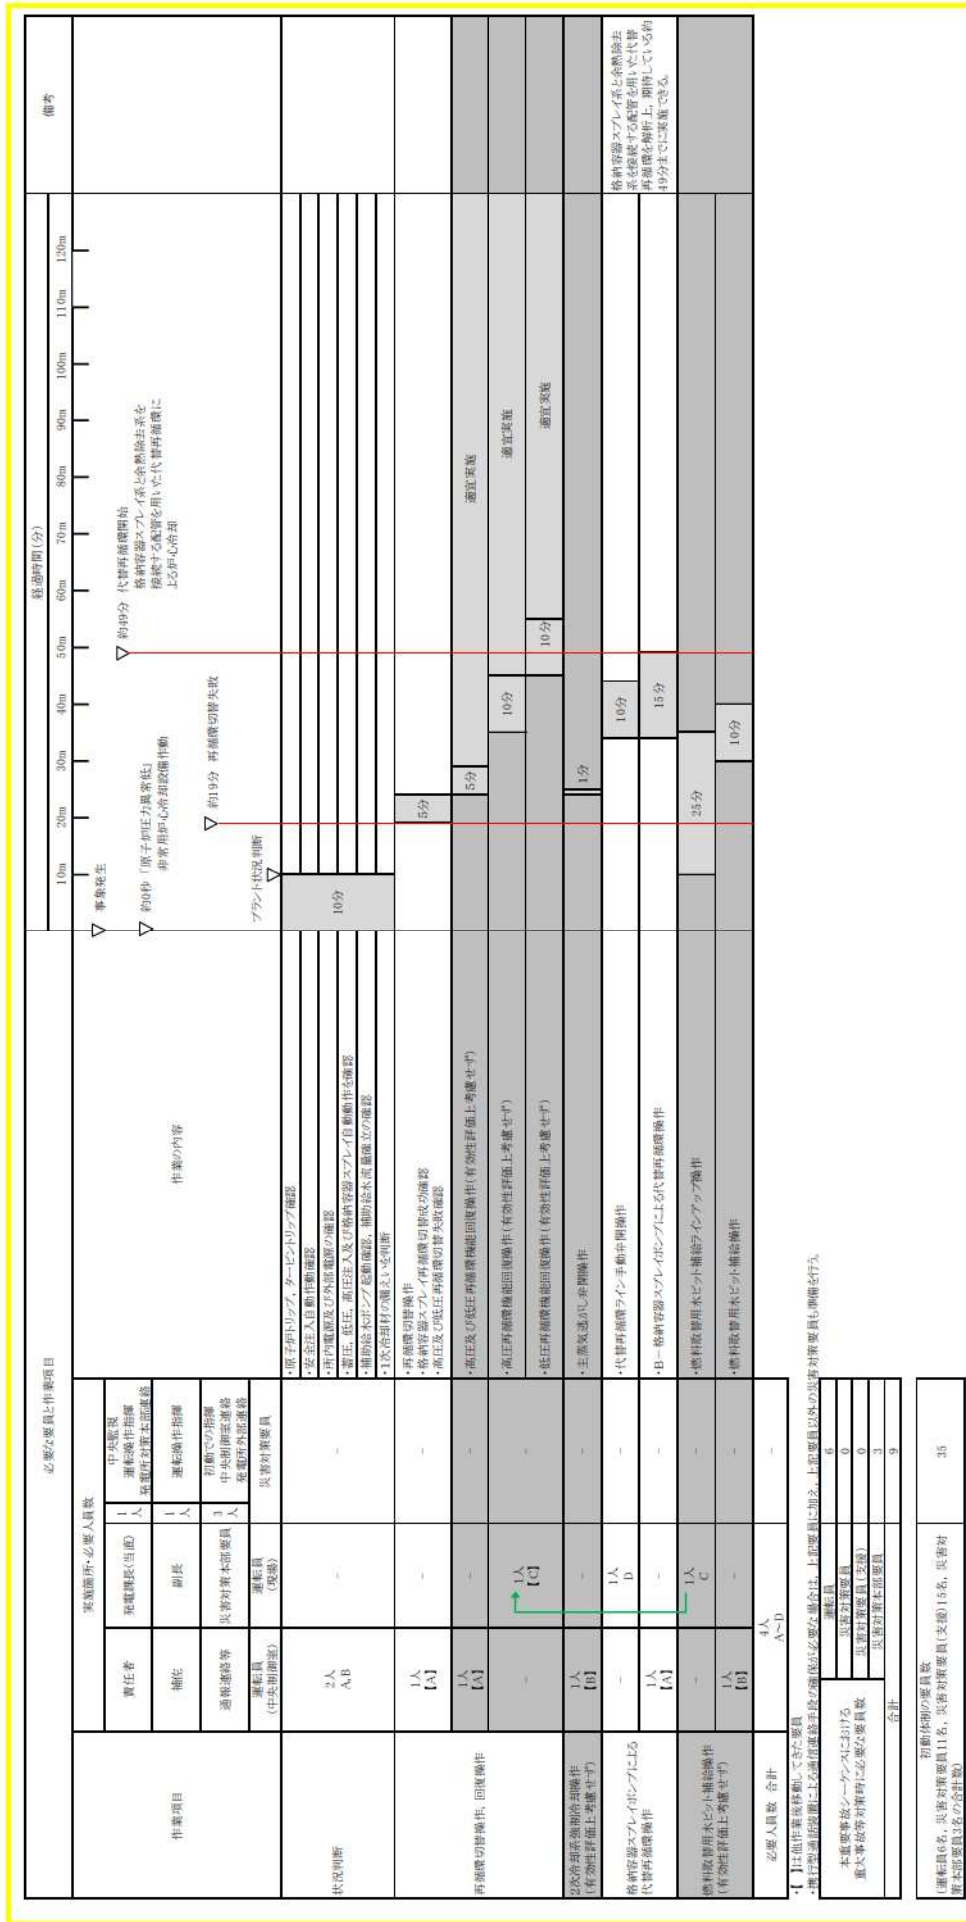 必要な要員と作業項目
経過時間(分)
備考
実施箇所・必要人員数
作業項目
作業の内容
10m 20m 30m 40m 50m 60m 70m 80m 90m 100m 110m 120m
責任者
発電課長(当直)
1人
中央監視
運転操作指揮
発電所対策本部連絡
補佐
副長
1人
運転操作指揮
通報連絡等
災害対策本部要員
3人
初動での指揮
中央制御室連絡
発電所外部連絡
運転員
(中央制御室)
運転員
(現場)
災害対策要員
▽ 事象発生
▽ 約0秒 「原子炉圧力異常低」
非常用炉心冷却設備作動
▽ 約19分 再循環切替失敗
▽ 約49分 代替再循環開始
格納容器スプレイ系と余熱除去系を
接続する配管を用いた代替再循環に
よる炉心冷却
プラント状況判断
▽
状況判断
2人
A,B
-
-
・原子炉トリップ, タービントリップ確認
・安全注入自動作動確認
・所内電源及び外部電源の確認
・蓄圧, 低圧, 高圧注入及び格納容器スプレイ自動動作を確認
・補助給水ポンプ起動確認, 補助給水流量確立の確認
・1次冷却材の漏えいを判断
10分
再循環切替操作, 回復操作
1人
【A】
-
-
・再循環切替操作
・格納容器スプレイ再循環切替成功確認
・高圧及び低圧再循環切替失敗確認
5分
1人
【A】
-
-
・高圧及び低圧再循環機能回復操作(有効性評価上考慮せず)
5分
適宜実施
-
1人
【C】
-
・高圧再循環機能回復操作(有効性評価上考慮せず)
10分
適宜実施
・低圧再循環機能回復操作(有効性評価上考慮せず)
10分
適宜実施
2次冷却系強制冷却操作
(有効性評価上考慮せず)
1人
【B】
-
-
・主蒸気逃がし弁開操作
1分
格納容器スプレイポンプによる
代替再循環操作
-
1人
D
-
・代替再循環ライン手動弁開操作
10分
1人
【A】
-
-
・B-格納容器スプレイポンプによる代替再循環操作
15分
格納容器スプレイ系と余熱除去
系を接続する配管を用いた代替
再循環を解析上, 期待している約
49分までに実施できる。
燃料取替用水ピット補給操作
(有効性評価上考慮せず)
-
1人
C
-
・燃料取替用水ピット補給ラインアップ操作
25分
1人
【B】
-
-
・燃料取替用水ピット補給操作
10分
必要人員数 合計
4人
A~D
-
・【 】は他作業後移動してきた要員
・携行型通話装置による通信連絡手段の確保が必要な場合は, 上記要員に加え, 上記要員以外の災害対策要員も準備を行う。
本重要事故シーケンスにおける
重大事故等対策時に必要な要員数
運転員 6
災害対策要員 0
災害対策要員(支援) 0
災害対策本部要員 3
合計 9
初動体制の要員数
(運転員6名, 災害対策要員11名, 災害対策要員(支援)15名, 災害対
策本部要員3名の合計数)
35